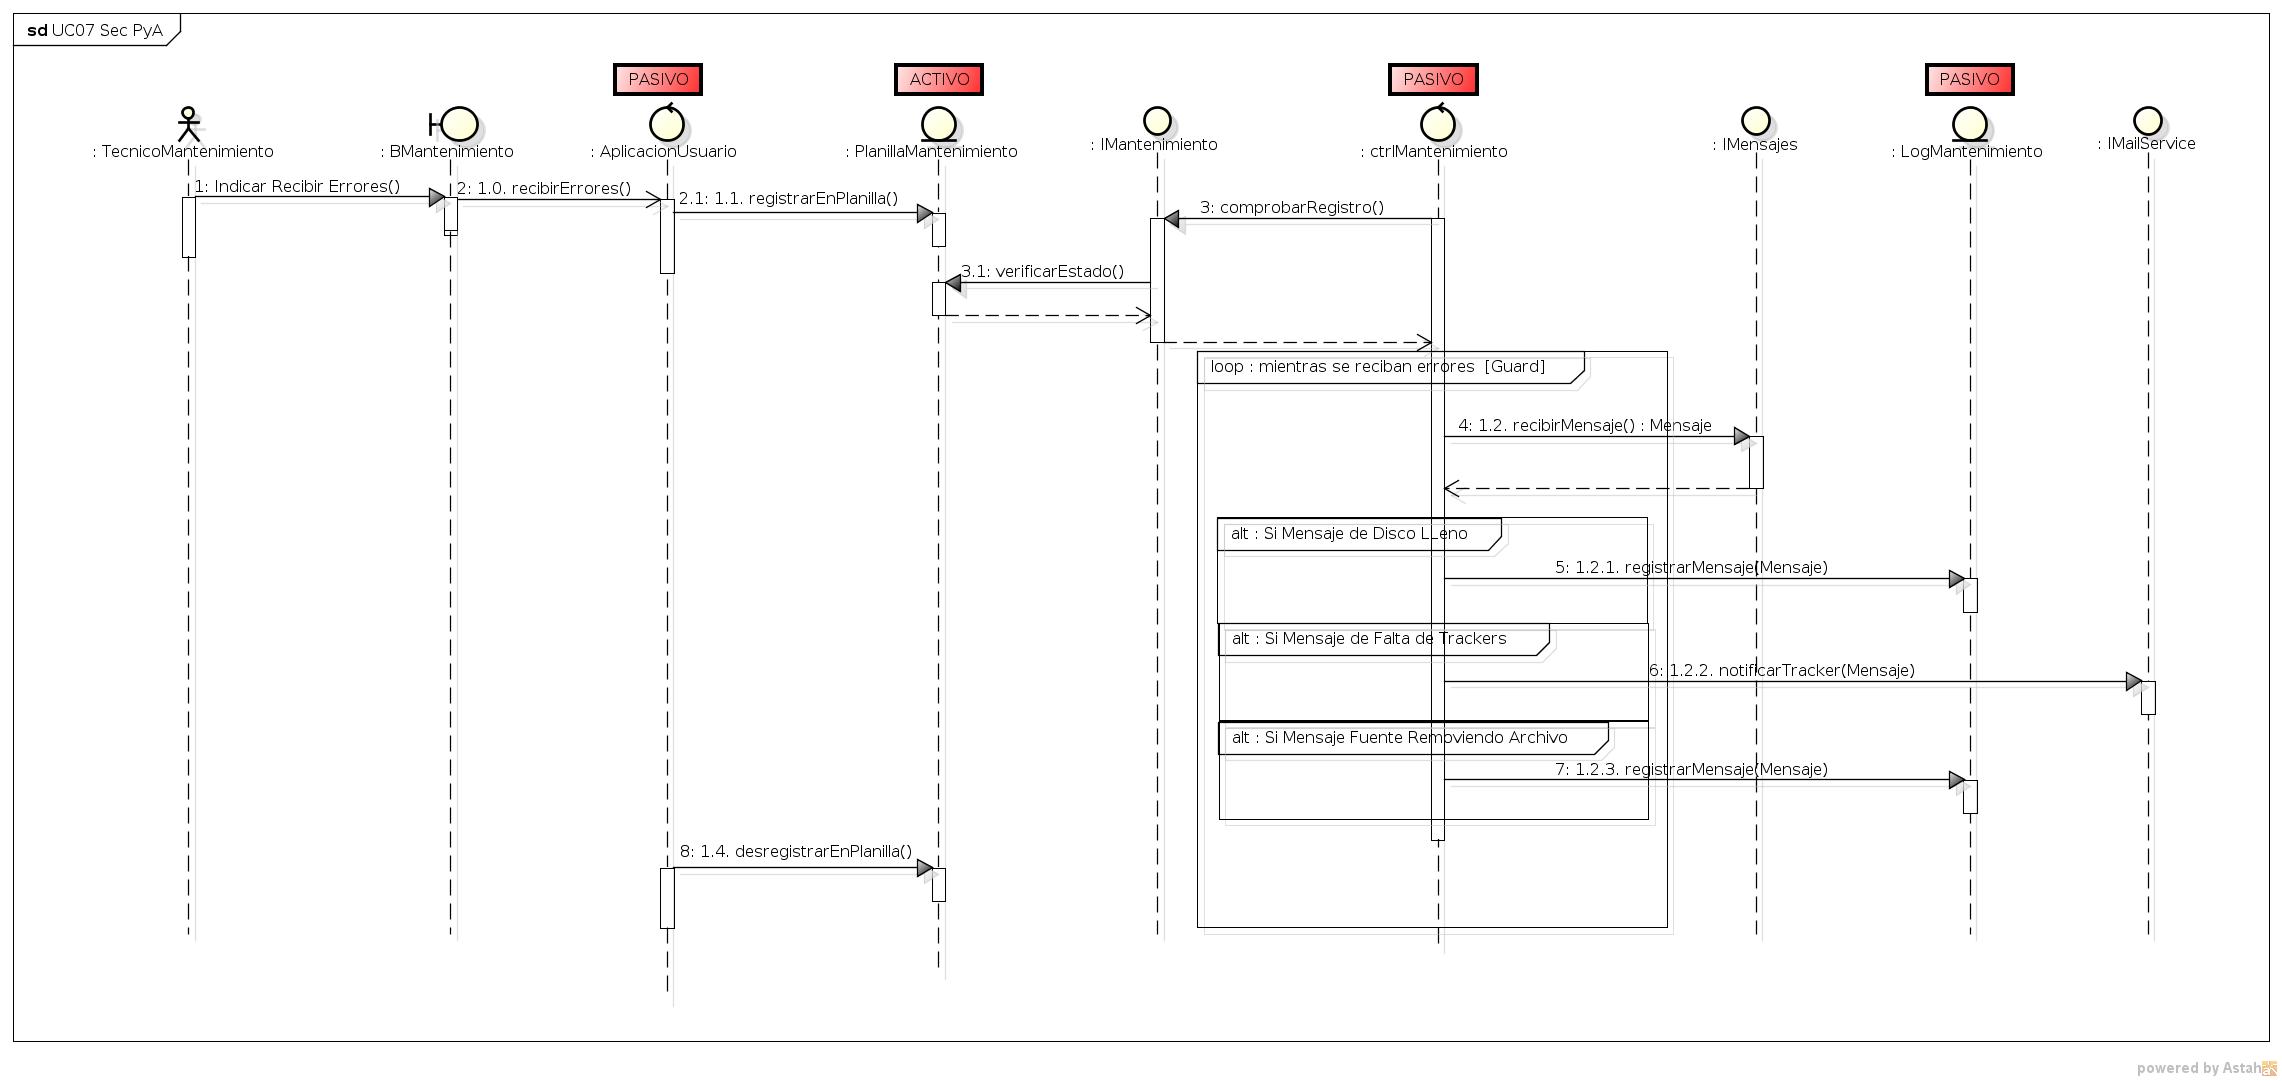 sd UC07 Sec PyA
PASIVO
ACTIVO
PASIVO
PASIVO
: TecnicoMantenimiento
: BMantenimiento
: AplicacionUsuario
: PlanillaMantenimiento
: IMantenimiento
: ctrlMantenimiento
: IMensajes
: LogMantenimiento
: IMailService
1: Indicar Recibir Errores()
2: 1.0. recibirErrores()
2.1: 1.1. registrarEnPlanilla()
3: comprobarRegistro()
3.1: verificarEstado()
loop : mientras se reciban errores [Guard]
4: 1.2. recibirMensaje() : Mensaje
alt : Si Mensaje de Disco LLeno
5: 1.2.1. registrarMensaje(Mensaje)
alt : Si Mensaje de Falta de Trackers
6: 1.2.2. notificarTracker(Mensaje)
alt : Si Mensaje Fuente Removiendo Archivo
7: 1.2.3. registrarMensaje(Mensaje)
8: 1.4. desregistrarEnPlanilla()
powered by Astah